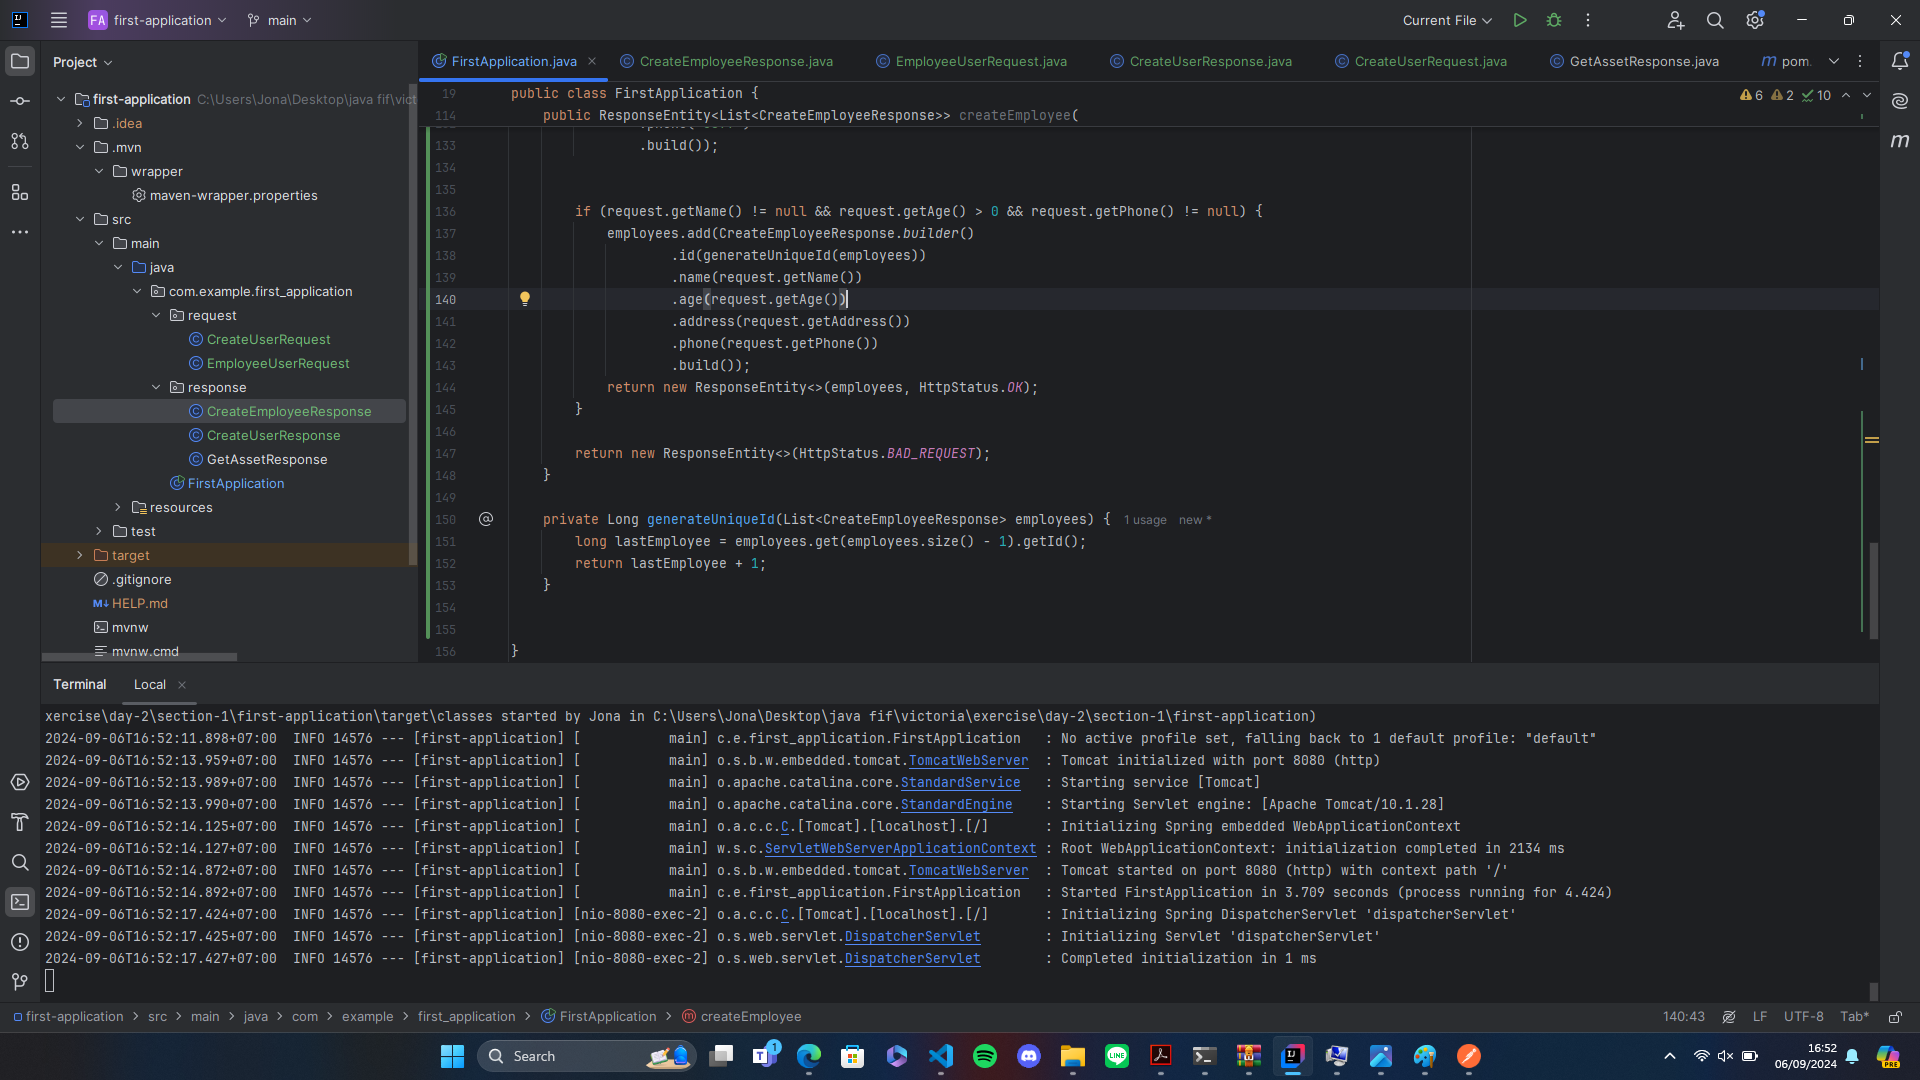 FA first-application main Current File
Project
first-application C:\Users\Jona\Desktop\java fif\vict
.idea
.mvn
wrapper
maven-wrapper.properties
src
main
java
com.example.first_application
request
CreateUserRequest
EmployeeUserRequest
response
CreateEmployeeResponse
CreateUserResponse
GetAssetResponse
FirstApplication
resources
test
target
.gitignore
M↓ HELP.md
mvnw
mvnw.cmd
FirstApplication.java CreateEmployeeResponse.java EmployeeUserRequest.java CreateUserResponse.java CreateUserRequest.java GetAssetResponse.java m pom.
6 2 10
19 public class FirstApplication {
114 public ResponseEntity<List<CreateEmployeeResponse>> createEmployee(
133 .build());
134
135
136 if (request.getName() != null && request.getAge() > 0 && request.getPhone() != null) {
137 employees.add(CreateEmployeeResponse.builder()
138 .id(generateUniqueId(employees))
139 .name(request.getName())
140 .age(request.getAge())
141 .address(request.getAddress())
142 .phone(request.getPhone())
143 .build());
144 return new ResponseEntity<>(employees, HttpStatus.OK);
145 }
146
147 return new ResponseEntity<>(HttpStatus.BAD_REQUEST);
148 }
149
150 private Long generateUniqueId(List<CreateEmployeeResponse> employees) { 1 usage new *
151 long lastEmployee = employees.get(employees.size() - 1).getId();
152 return lastEmployee + 1;
153 }
154
155
156 }
Terminal Local
xercise\day-2\section-1\first-application\target\classes started by Jona in C:\Users\Jona\Desktop\java fif\victoria\exercise\day-2\section-1\first-application)
2024-09-06T16:52:11.898+07:00 INFO 14576 --- [first-application] [ main] c.e.first_application.FirstApplication : No active profile set, falling back to 1 default profile: "default"
2024-09-06T16:52:13.959+07:00 INFO 14576 --- [first-application] [ main] o.s.b.w.embedded.tomcat.TomcatWebServer : Tomcat initialized with port 8080 (http)
2024-09-06T16:52:13.989+07:00 INFO 14576 --- [first-application] [ main] o.apache.catalina.core.StandardService : Starting service [Tomcat]
2024-09-06T16:52:13.990+07:00 INFO 14576 --- [first-application] [ main] o.apache.catalina.core.StandardEngine : Starting Servlet engine: [Apache Tomcat/10.1.28]
2024-09-06T16:52:14.125+07:00 INFO 14576 --- [first-application] [ main] o.a.c.c.C.[Tomcat].[localhost].[/] : Initializing Spring embedded WebApplicationContext
2024-09-06T16:52:14.127+07:00 INFO 14576 --- [first-application] [ main] w.s.c.ServletWebServerApplicationContext : Root WebApplicationContext: initialization completed in 2134 ms
2024-09-06T16:52:14.872+07:00 INFO 14576 --- [first-application] [ main] o.s.b.w.embedded.tomcat.TomcatWebServer : Tomcat started on port 8080 (http) with context path '/'
2024-09-06T16:52:14.892+07:00 INFO 14576 --- [first-application] [ main] c.e.first_application.FirstApplication : Started FirstApplication in 3.709 seconds (process running for 4.424)
2024-09-06T16:52:17.424+07:00 INFO 14576 --- [first-application] [nio-8080-exec-2] o.a.c.c.C.[Tomcat].[localhost].[/] : Initializing Spring DispatcherServlet 'dispatcherServlet'
2024-09-06T16:52:17.425+07:00 INFO 14576 --- [first-application] [nio-8080-exec-2] o.s.web.servlet.DispatcherServlet : Initializing Servlet 'dispatcherServlet'
2024-09-06T16:52:17.427+07:00 INFO 14576 --- [first-application] [nio-8080-exec-2] o.s.web.servlet.DispatcherServlet : Completed initialization in 1 ms
first-application > src > main > java > com > example > first_application > FirstApplication > createEmployee 140:43 LF UTF-8 Tab*
Search 1 16:52
06/09/2024